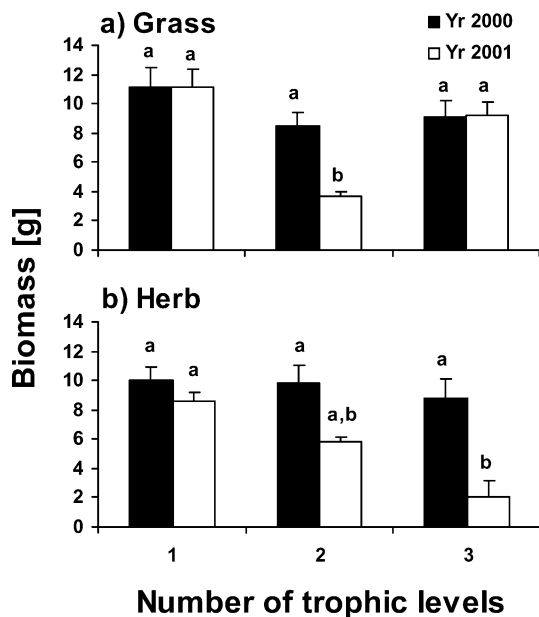 a) Grass
Yr 2000
Yr 2001
14
12
10
8
6
4
2
0
a a
a
b
a a
Biomass [g]
b) Herb
14
12
10
8
6
4
2
0
a
a
a
a,b
a
b
1 2 3
Number of trophic levels